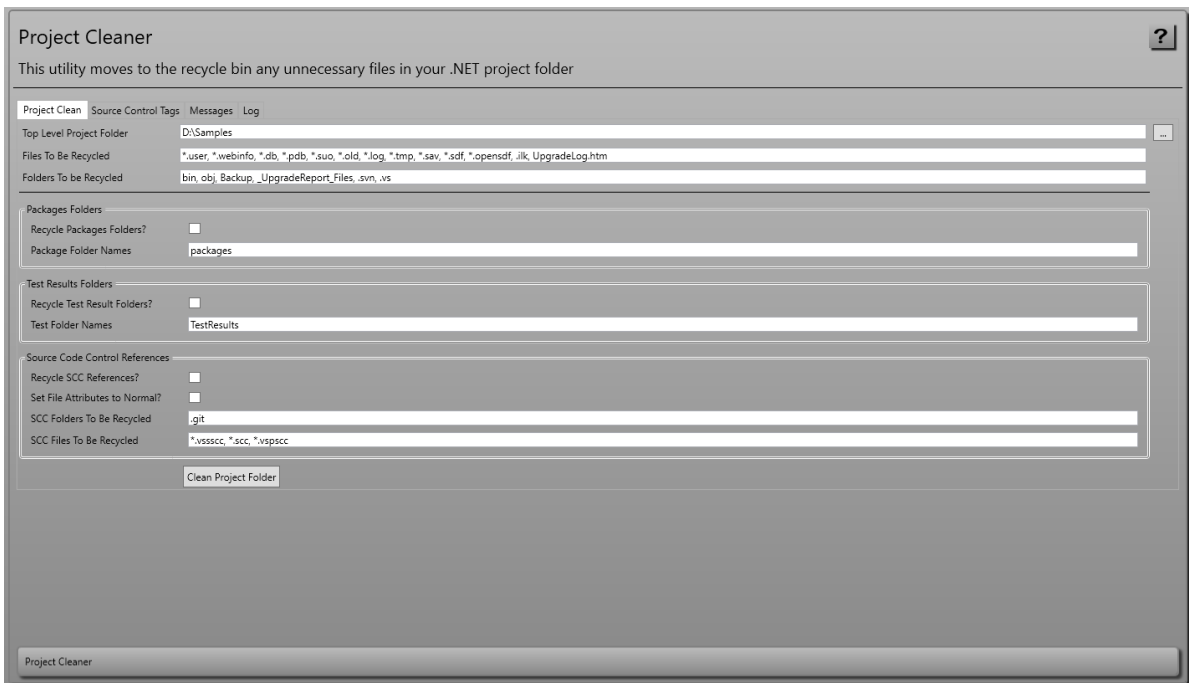 Project Cleaner
?
This utility moves to the recycle bin any unnecessary files in your .NET project folder
Project Clean Source Control Tags Messages Log
Top Level Project Folder D:\Samples ...
Files To Be Recycled *.user, *.webinfo, *.db, *.pdb, *.suo, *.old, *.log, *.tmp, *.sav, *.sdf, *.opensdf, .ilk, UpgradeLog.htm
Folders To be Recycled bin, obj, Backup, _UpgradeReport_Files, .svn, .vs
Packages Folders
Recycle Packages Folders?
Package Folder Names packages
Test Results Folders
Recycle Test Result Folders?
Test Folder Names TestResults
Source Code Control References
Recycle SCC References?
Set File Attributes to Normal?
SCC Folders To Be Recycled .git
SCC Files To Be Recycled *.vssscc, *.scc, *.vspscc
Clean Project Folder
Project Cleaner